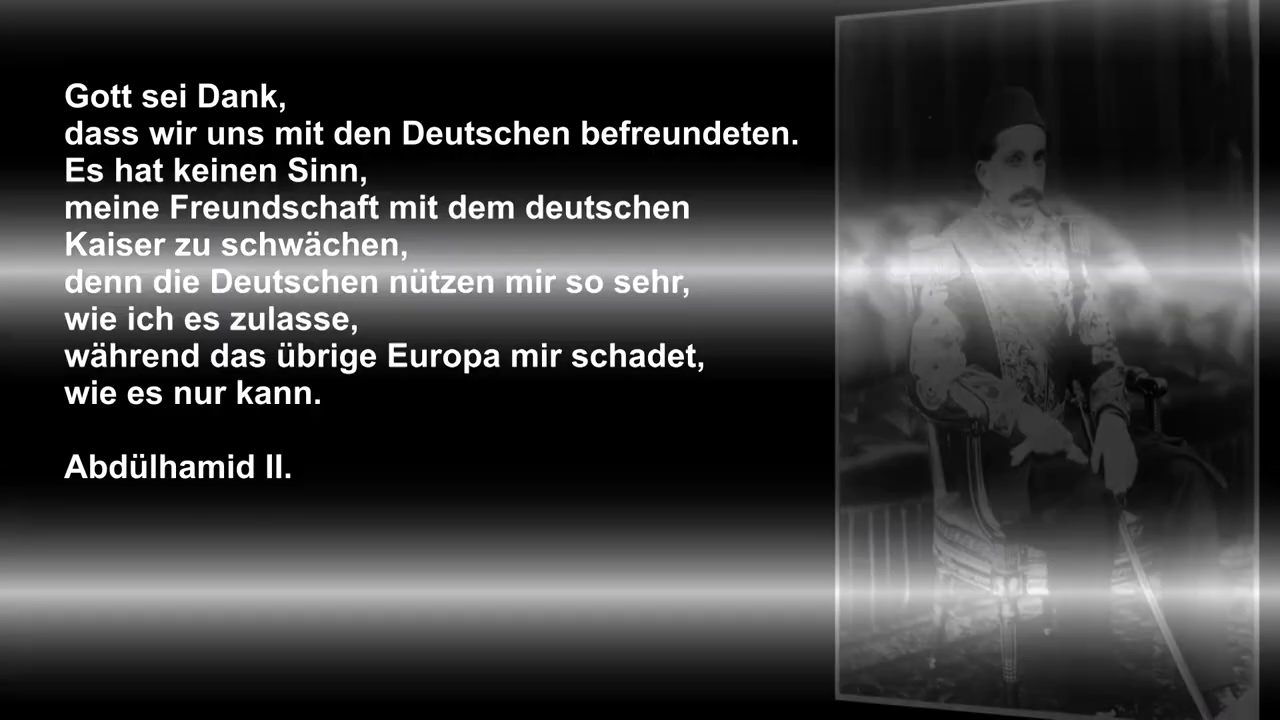 Gott sei Dank,
dass wir uns mit den Deutschen befreundeten.
Es hat keinen Sinn,
meine Freundschaft mit dem deutschen
Kaiser zu schwächen,
denn die Deutschen nützen mir so sehr,
wie ich es zulasse,
während das übrige Europa mir schadet,
wie es nur kann.
Abdülhamid II.